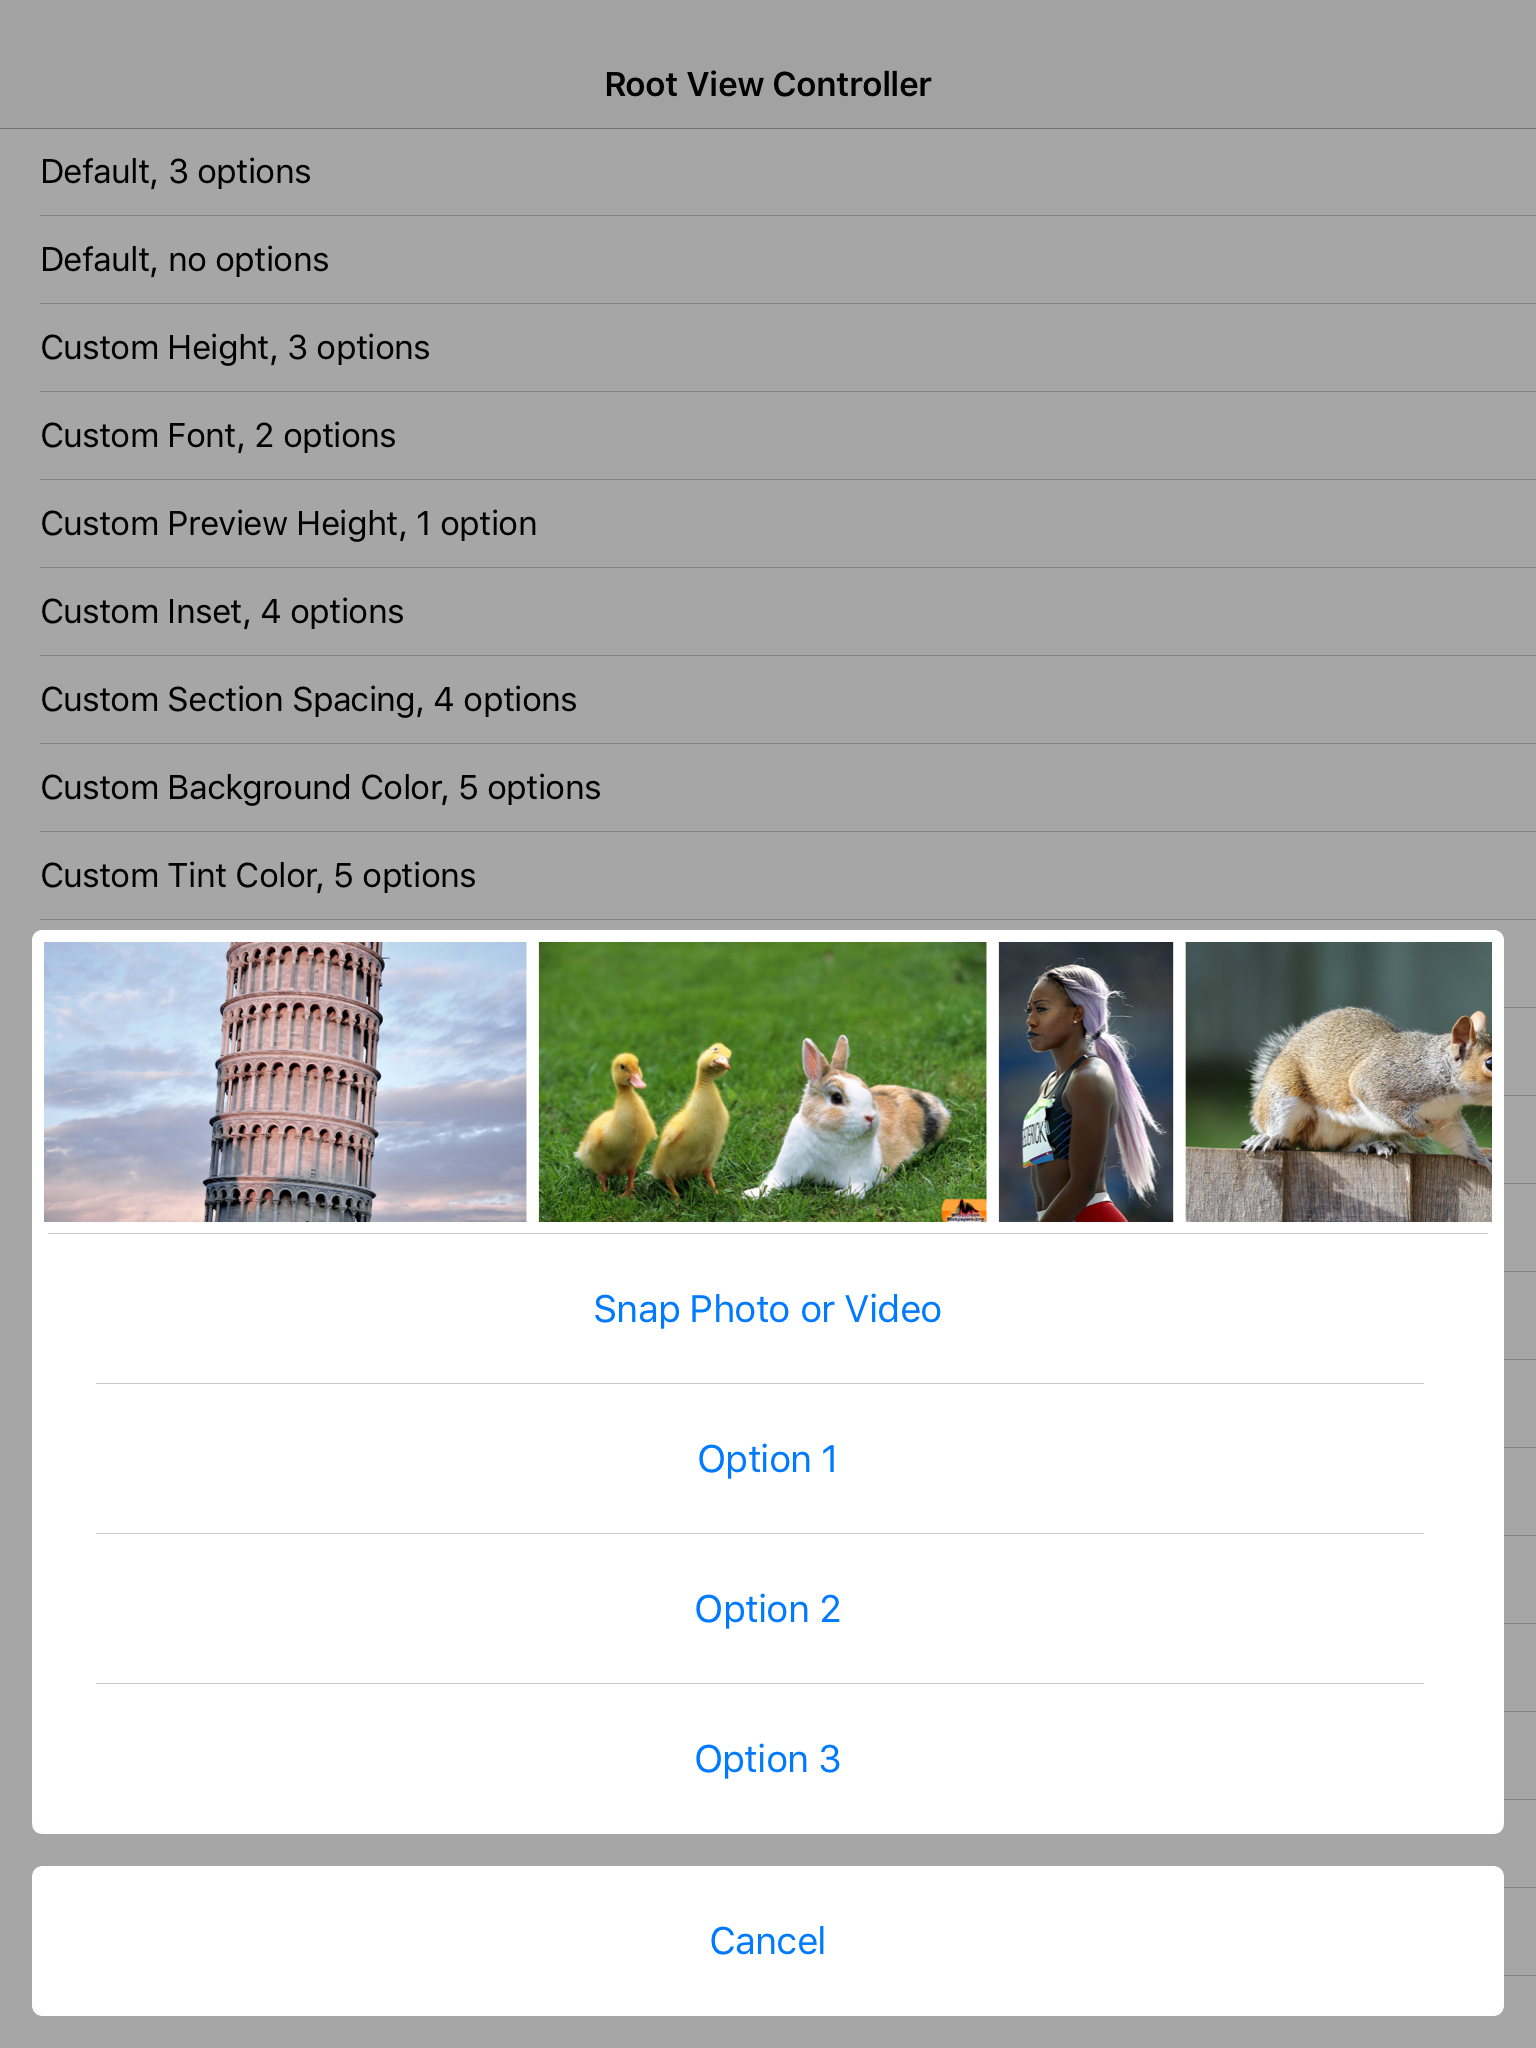 Root View Controller
Default, 3 options
Default, no options
Custom Height, 3 options
Custom Font, 2 options
Custom Preview Height, 1 option
Custom Inset, 4 options
Custom Section Spacing, 4 options
Custom Background Color, 5 options
Custom Tint Color, 5 options
Snap Photo or Video
Option 1
Option 2
Option 3
Cancel